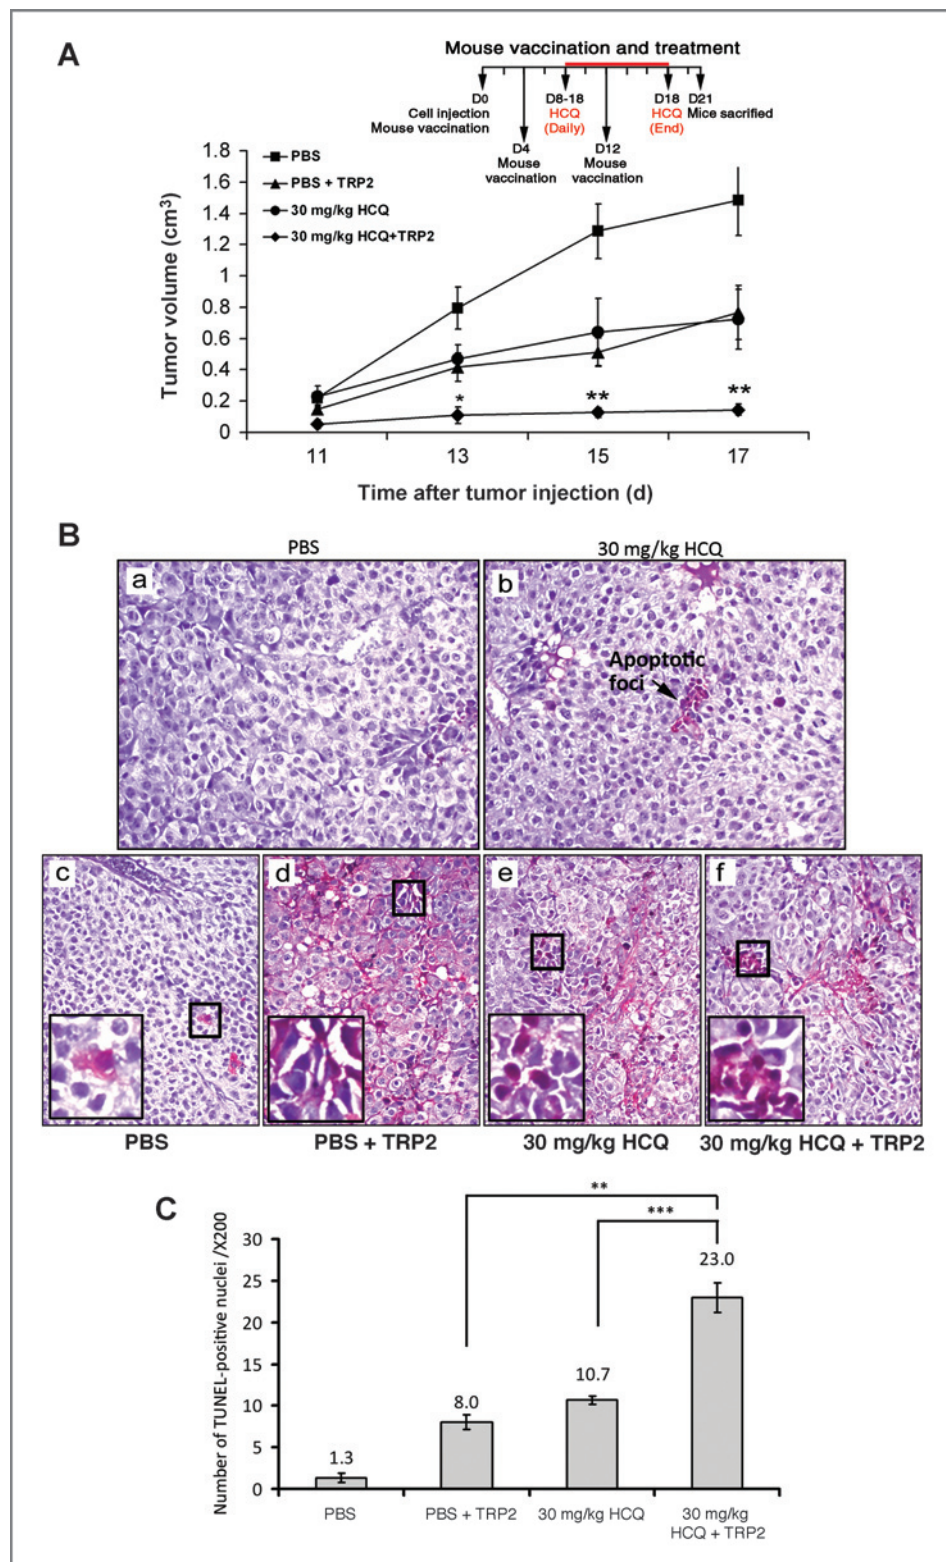 A
Mouse vaccination and treatment
D0
Cell injection
Mouse vaccination
D8-18
HCQ
(Daily)
D18
HCQ
(End)
D21
Mice sacrified
D4
Mouse
vaccination
D12
Mouse
vaccination
PBS
PBS + TRP2
30 mg/kg HCQ
30 mg/kg HCQ+TRP2
Tumor volume (cm³)
1.8
1.6
1.4
1.2
1
0.8
0.6
0.4
0.2
0
*
**
**
11 13 15 17
Time after tumor injection (d)
B
PBS
30 mg/kg HCQ
a
b
Apoptotic
foci
c
d
e
f
PBS
PBS + TRP2
30 mg/kg HCQ
30 mg/kg HCQ + TRP2
C
Number of TUNEL-positive nuclei /X200
30
25
20
15
10
5
0
**
***
1.3
8.0
10.7
23.0
PBS
PBS + TRP2
30 mg/kg HCQ
30 mg/kg
HCQ + TRP2